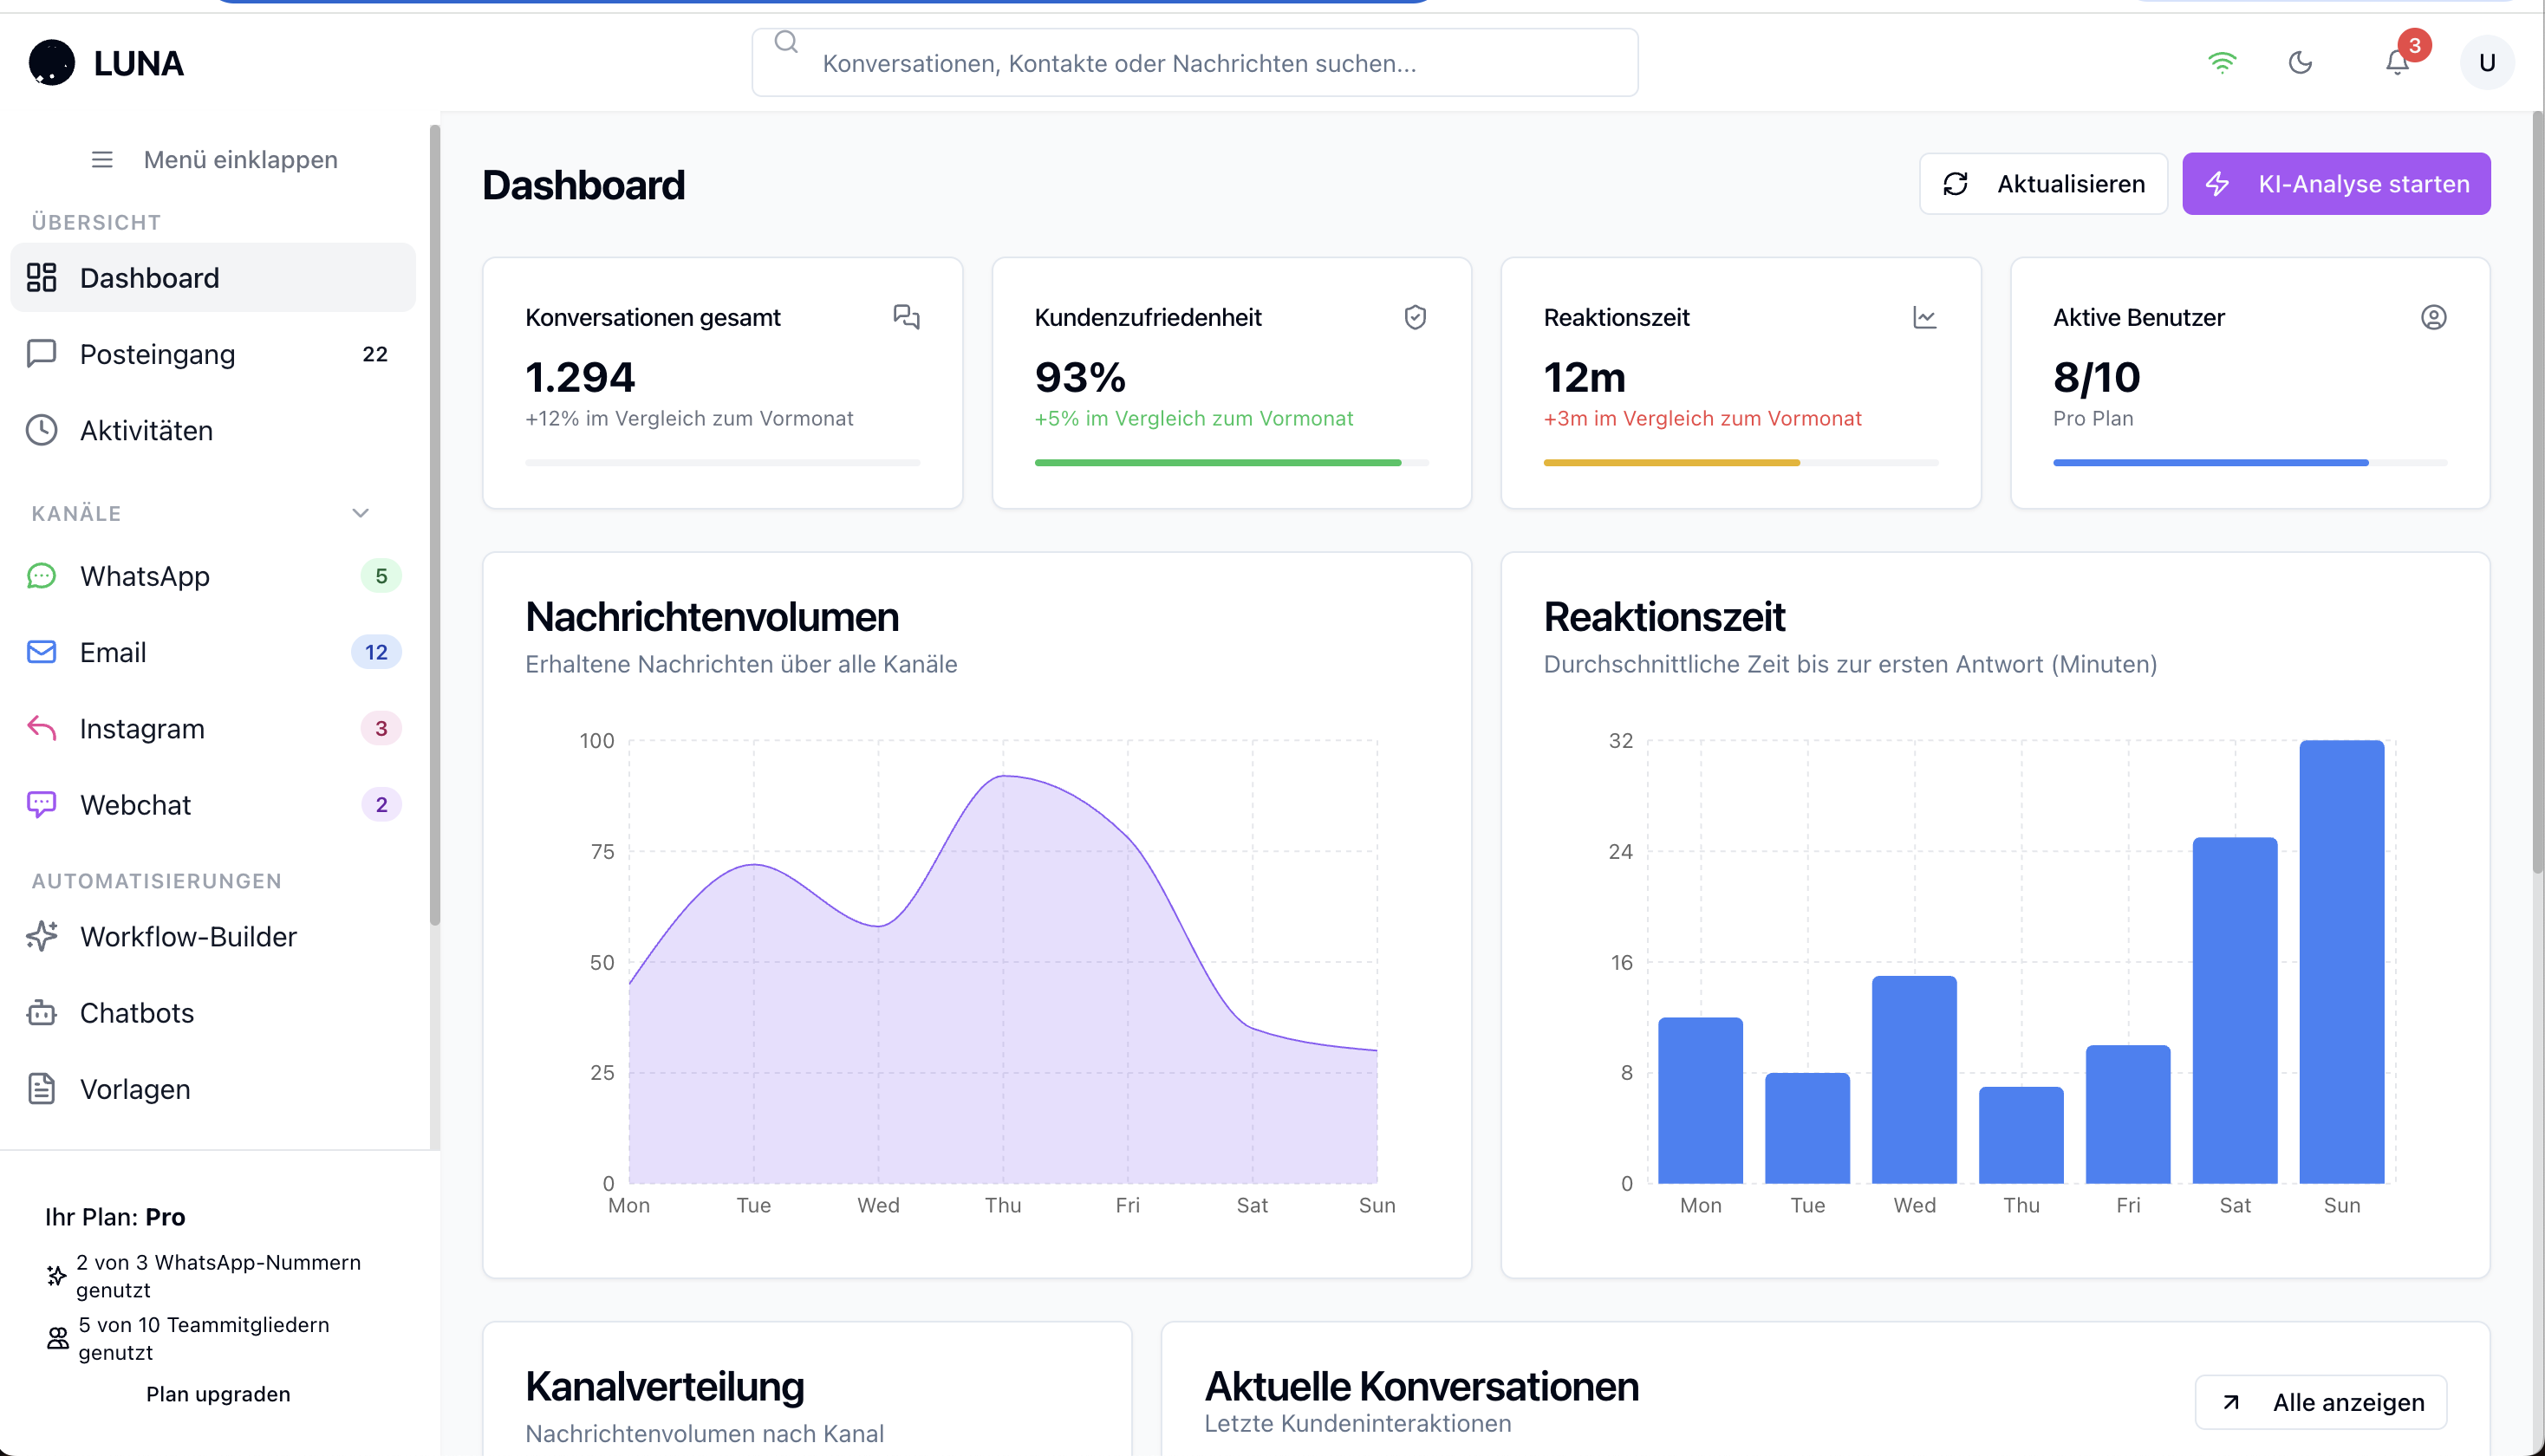 LUNA
Konversationen, Kontakte oder Nachrichten suchen...
3
U
Menü einklappen
ÜBERSICHT
Dashboard
Posteingang 22
Aktivitäten
KANÄLE
WhatsApp 5
Email 12
Instagram 3
Webchat 2
AUTOMATISIERUNGEN
Workflow-Builder
Chatbots
Vorlagen
Ihr Plan: Pro
2 von 3 WhatsApp-Nummern
genutzt
5 von 10 Teammitgliedern
genutzt
Plan upgraden
Dashboard
Aktualisieren
KI-Analyse starten
Konversationen gesamt
1.294
+12% im Vergleich zum Vormonat
Kundenzufriedenheit
93%
+5% im Vergleich zum Vormonat
Reaktionszeit
12m
+3m im Vergleich zum Vormonat
Aktive Benutzer
8/10
Pro Plan
Nachrichtenvolumen
Erhaltene Nachrichten über alle Kanäle
100
75
50
25
0
Mon Tue Wed Thu Fri Sat Sun
Reaktionszeit
Durchschnittliche Zeit bis zur ersten Antwort (Minuten)
32
24
16
8
0
Mon Tue Wed Thu Fri Sat Sun
Kanalverteilung
Nachrichtenvolumen nach Kanal
Aktuelle Konversationen
Letzte Kundeninteraktionen
Alle anzeigen